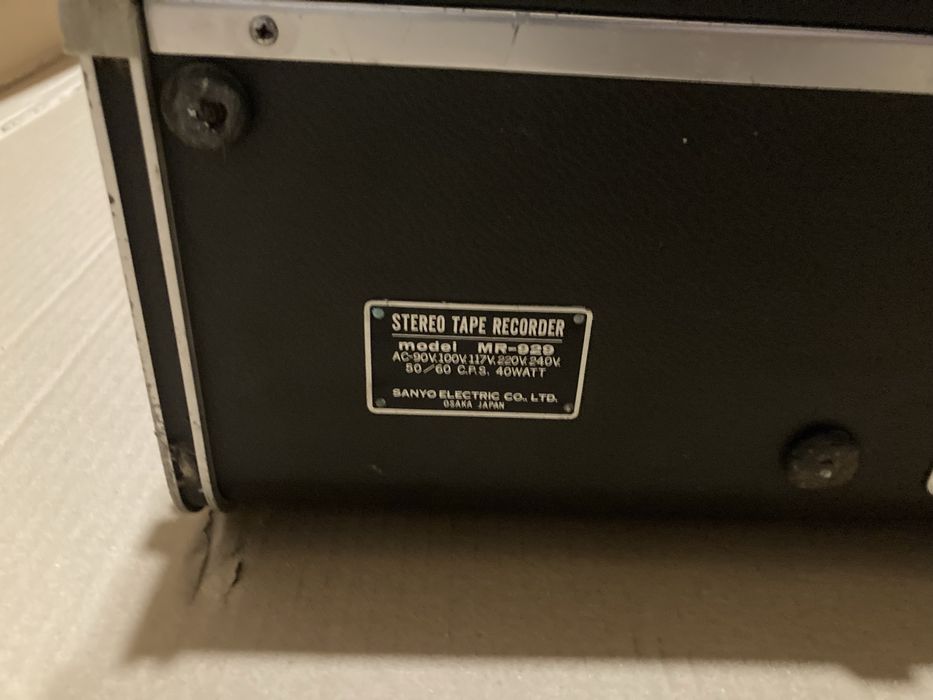 STEREO TAPE RECORDER
model MR-929
AC-90V.100V.117V.220V.240V.
50/60 C.P.S. 40WATT
SANYO ELECTRIC CO., LTD.
OSAKA JAPAN